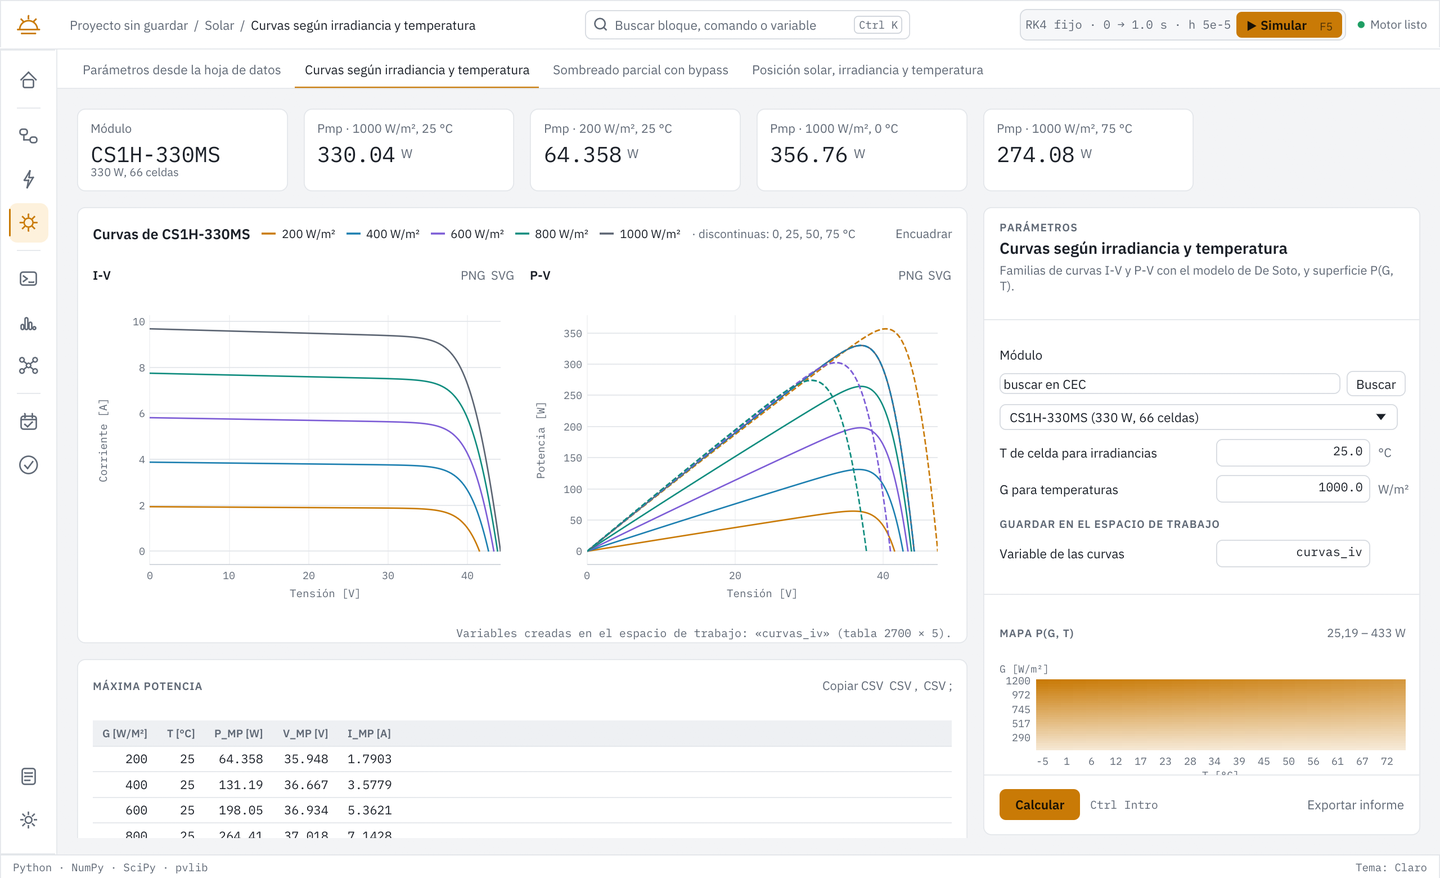 Proyecto sin guardar / Solar / Curvas según irradiancia y temperatura
Buscar bloque, comando o variable Ctrl K
RK4 fijo · 0 → 1.0 s · h 5e-5 ▶ Simular F5 Motor listo
Parámetros desde la hoja de datos Curvas según irradiancia y temperatura Sombreado parcial con bypass Posición solar, irradiancia y temperatura
Módulo
CS1H-330MS
330 W, 66 celdas
Pmp · 1000 W/m², 25 °C
330.04 W
Pmp · 200 W/m², 25 °C
64.358 W
Pmp · 1000 W/m², 0 °C
356.76 W
Pmp · 1000 W/m², 75 °C
274.08 W
Curvas de CS1H-330MS 200 W/m² 400 W/m² 600 W/m² 800 W/m² 1000 W/m² · discontinuas: 0, 25, 50, 75 °C Encuadrar
I-V PNG SVG
10
8
6
4
2
0
Corriente [A]
0 10 20 30 40
Tensión [V]
P-V PNG SVG
350
300
250
200
150
100
50
0
Potencia [W]
0 20 40
Tensión [V]
Variables creadas en el espacio de trabajo: «curvas_iv» (tabla 2700 × 5).
MÁXIMA POTENCIA Copiar CSV CSV , CSV ;
G [W/M²] T [°C] P_MP [W] V_MP [V] I_MP [A]
200 25 64.358 35.948 1.7903
400 25 131.19 36.667 3.5779
600 25 198.05 36.934 5.3621
800 25 264.41 37.018 7.1428
PARÁMETROS
Curvas según irradiancia y temperatura
Familias de curvas I-V y P-V con el modelo de De Soto, y superficie P(G,
T).
Módulo
buscar en CEC Buscar
CS1H-330MS (330 W, 66 celdas)
T de celda para irradiancias 25.0 °C
G para temperaturas 1000.0 W/m²
GUARDAR EN EL ESPACIO DE TRABAJO
Variable de las curvas curvas_iv
MAPA P(G, T) 25,19 – 433 W
G [W/m²]
1200
972
745
517
290
-5 1 6 12 17 23 28 34 39 45 50 56 61 67 72
T [°C]
Calcular Ctrl Intro Exportar informe
Python · NumPy · SciPy · pvlib Tema: Claro